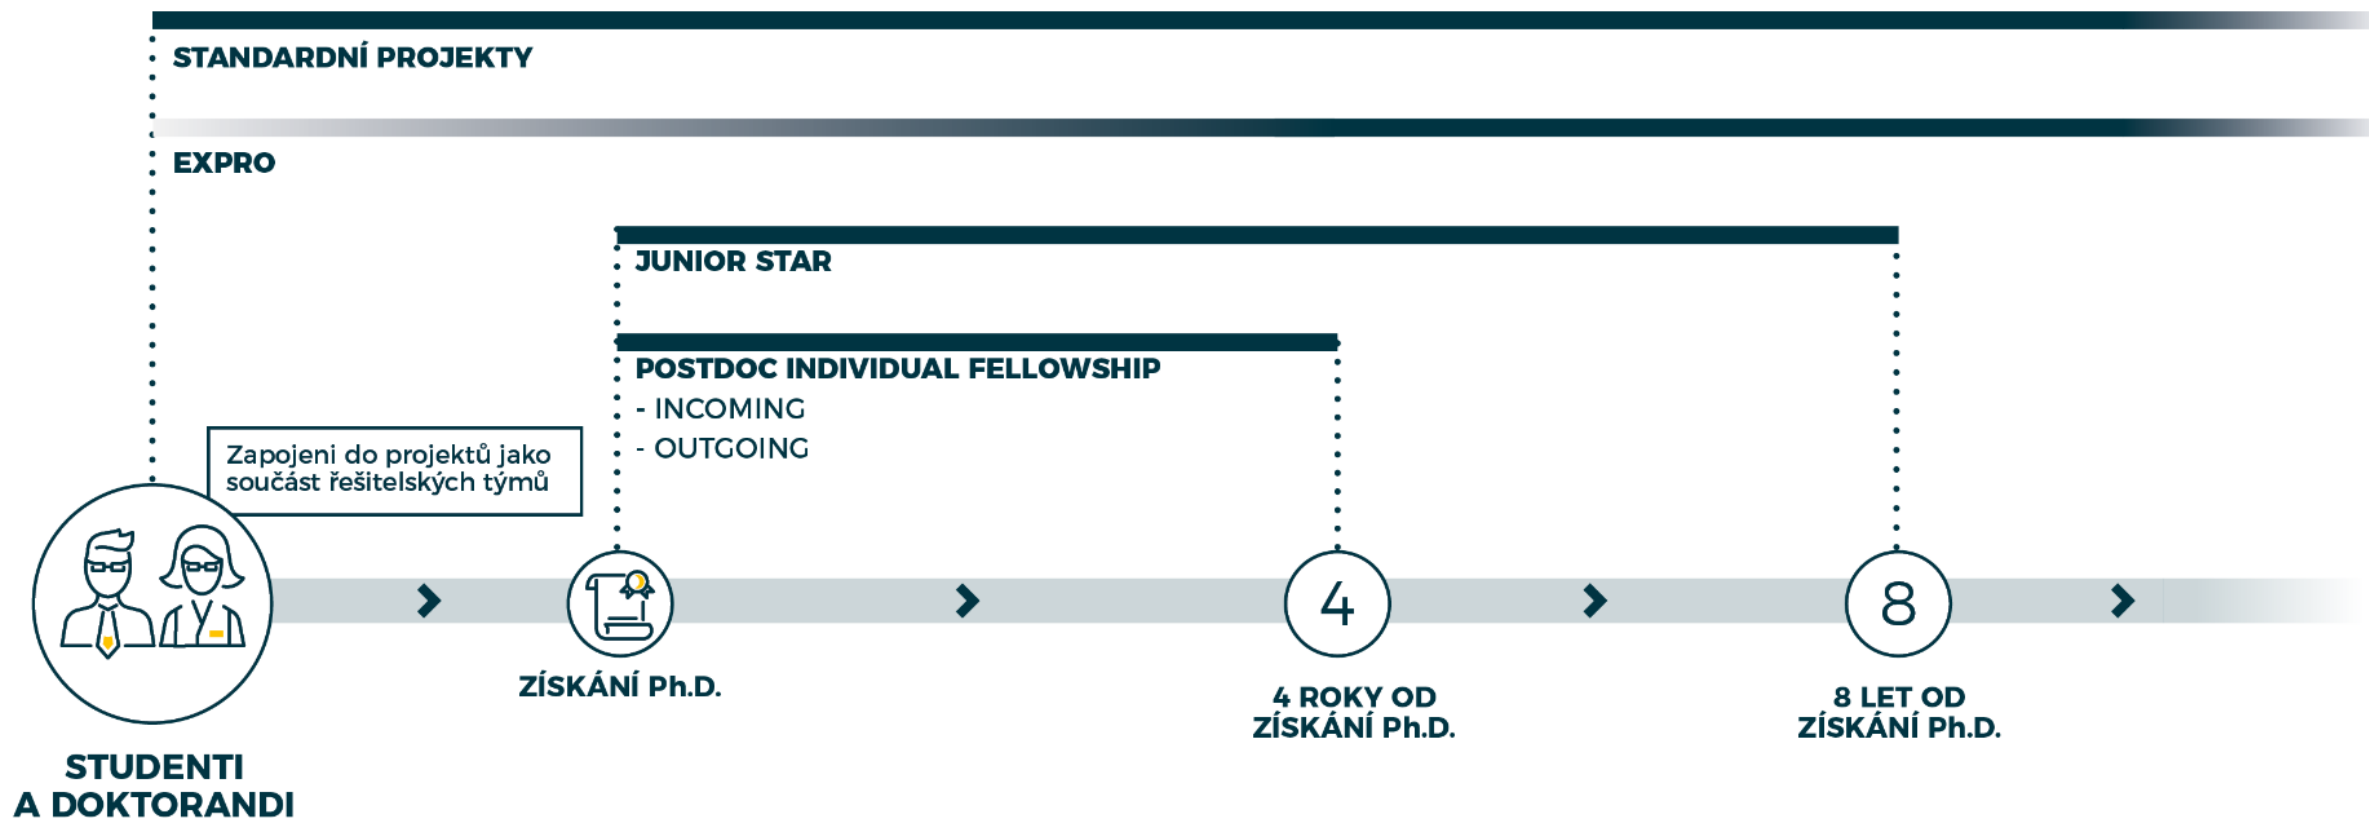 STANDARDNÍ PROJEKTY
EXPRO
JUNIOR STAR
POSTDOC INDIVIDUAL FELLOWSHIP
- INCOMING
- OUTGOING
Zapojeni do projektů jako
součást řešitelských týmů
4
8
ZÍSKÁNÍ Ph.D.
4 ROKY OD
ZÍSKÁNÍ Ph.D.
8 LET OD
ZÍSKÁNÍ Ph.D.
STUDENTI
A DOKTORANDI